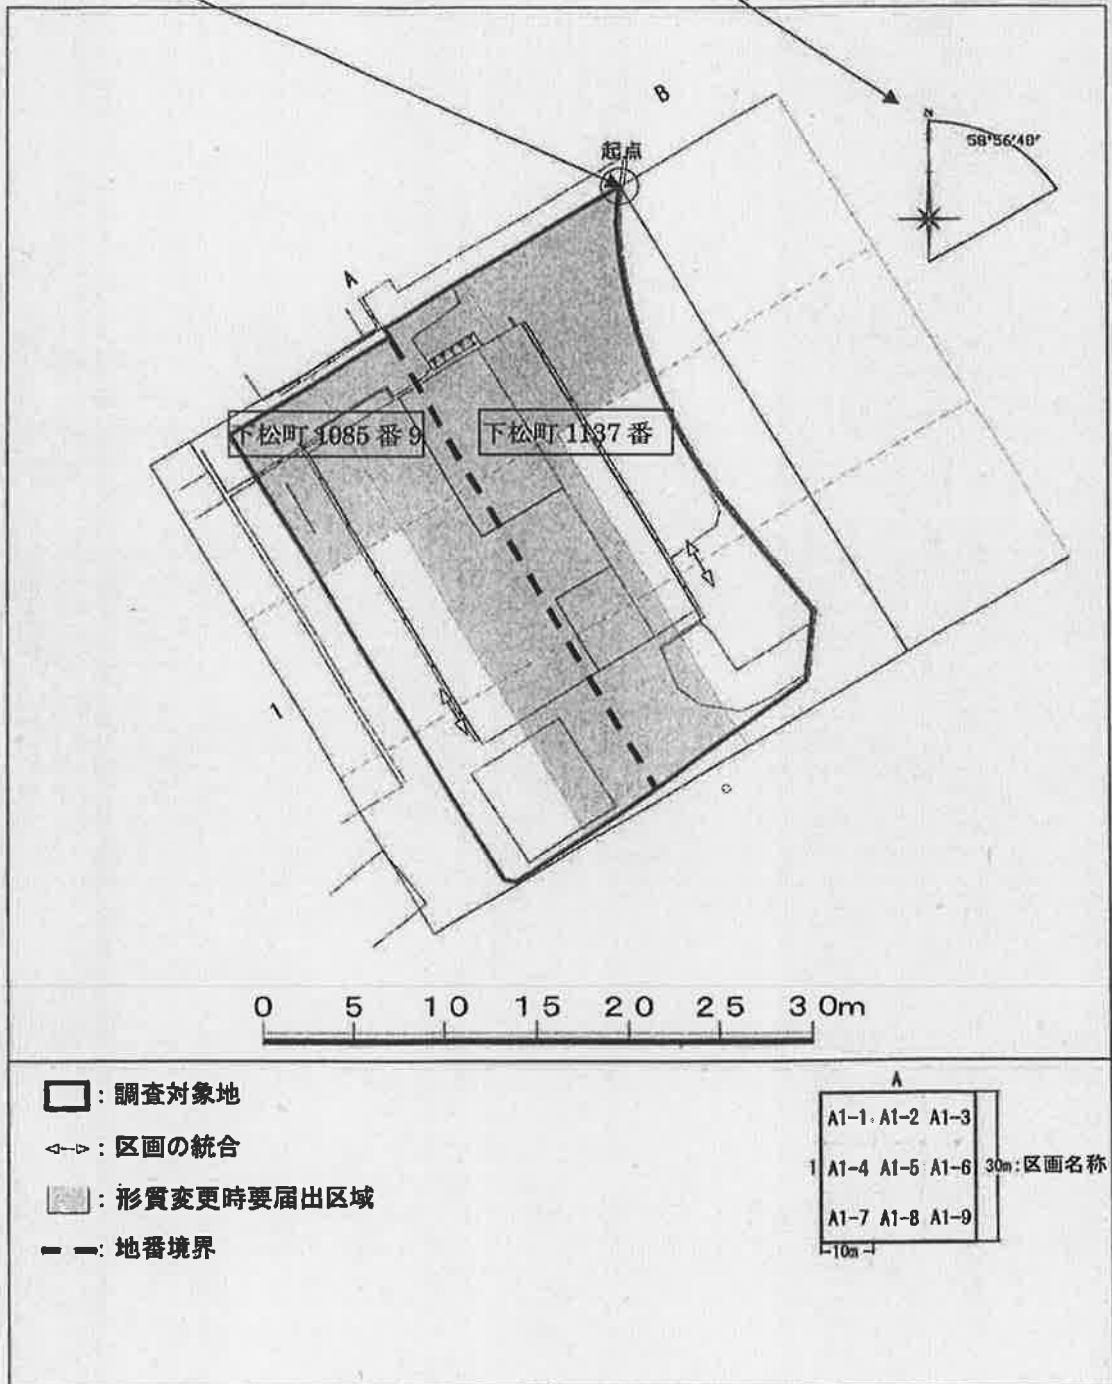 B
起点
N
58°56'48"
A
下松町 1085 番 9
下松町 1137 番
1
0 5 10 15 20 25 30m
：調査対象地
：区画の統合
：形質変更時要届出区域
：地番境界
A
A1-1 A1-2 A1-3
1 A1-4 A1-5 A1-6 30m：区画名称
A1-7 A1-8 A1-9
10m